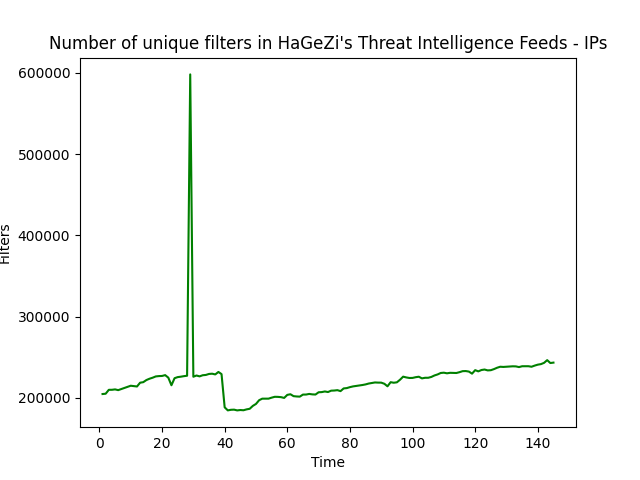 Number of unique filters in HaGeZi's Threat Intelligence Feeds - IPs
600000
500000
400000
300000
200000
Filters
0 20 40 60 80 100 120 140
Time